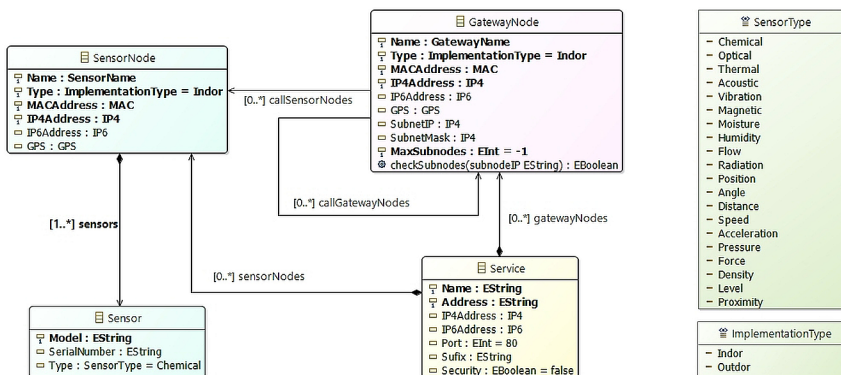 SensorNode
Name : SensorName
Type : ImplementationType = Indor
MACAddress : MAC
IP4Address : IP4
IP6Address : IP6
GPS : GPS
GatewayNode
Name : GatewayName
Type : ImplementationType = Indor
MACAddress : MAC
IP4Address : IP4
IP6Address : IP6
GPS : GPS
SubnetIP : IP4
SubnetMask : IP4
MaxSubnodes : EInt = -1
checkSubnodes(subnodeIP EString) : EBoolean
[0..*] callSensorNodes
[0..*] callGatewayNodes
[0..*] gatewayNodes
[1..*] sensors
[0..*] sensorNodes
Sensor
Model : EString
SerialNumber : EString
Type : SensorType = Chemical
Service
Name : EString
Address : EString
IP4Address : IP4
IP6Address : IP6
Port : EInt = 80
Sufix : EString
Security : EBoolean = false
SensorType
Chemical
Optical
Thermal
Acoustic
Vibration
Magnetic
Moisture
Humidity
Flow
Radiation
Position
Angle
Distance
Speed
Acceleration
Pressure
Force
Density
Level
Proximity
ImplementationType
Indor
Outdor